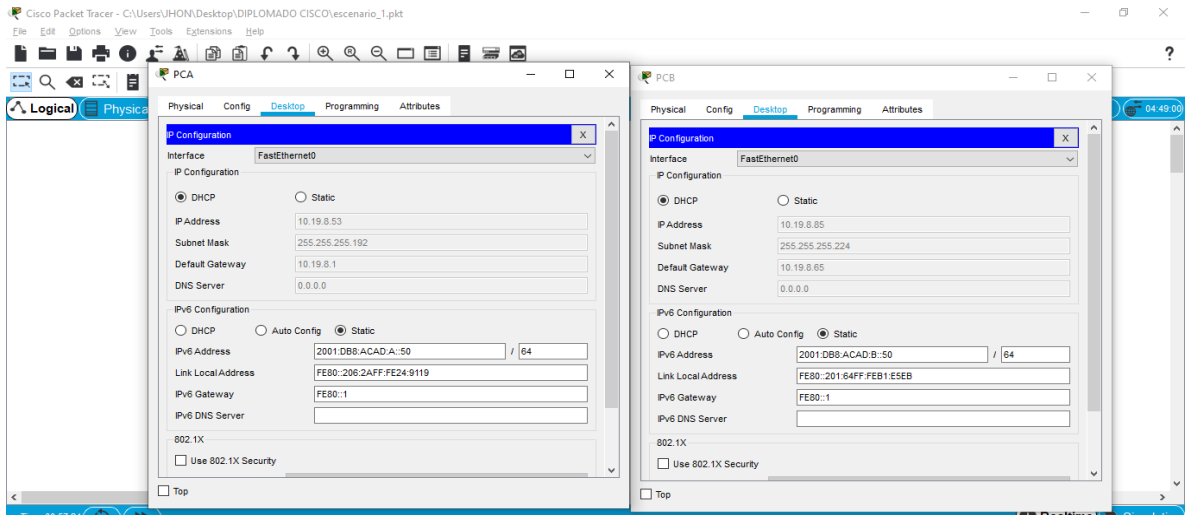 Cisco Packet Tracer - C:\Users\JHON\Desktop\DIPLOMADO CISCO\escenario_1.pkt
File Edit Options View Tools Extensions Help
?
Logical Physica
04:49:00
PCA
Physical Config Desktop Programming Attributes
IP Configuration X
Interface FastEthernet0
IP Configuration
DHCP Static
IP Address 10.19.8.53
Subnet Mask 255.255.255.192
Default Gateway 10.19.8.1
DNS Server 0.0.0.0
IPv6 Configuration
DHCP Auto Config Static
IPv6 Address 2001:DB8:ACAD:A::50 / 64
Link Local Address FE80::206:2AFF:FE24:9119
IPv6 Gateway FE80::1
IPv6 DNS Server
802.1X
Use 802.1X Security
Top
PCB
Physical Config Desktop Programming Attributes
IP Configuration X
Interface FastEthernet0
IP Configuration
DHCP Static
IP Address 10.19.8.85
Subnet Mask 255.255.255.224
Default Gateway 10.19.8.65
DNS Server 0.0.0.0
IPv6 Configuration
DHCP Auto Config Static
IPv6 Address 2001:DB8:ACAD:B::50 / 64
Link Local Address FE80::201:64FF:FEB1:E5EB
IPv6 Gateway FE80::1
IPv6 DNS Server
802.1X
Use 802.1X Security
Top